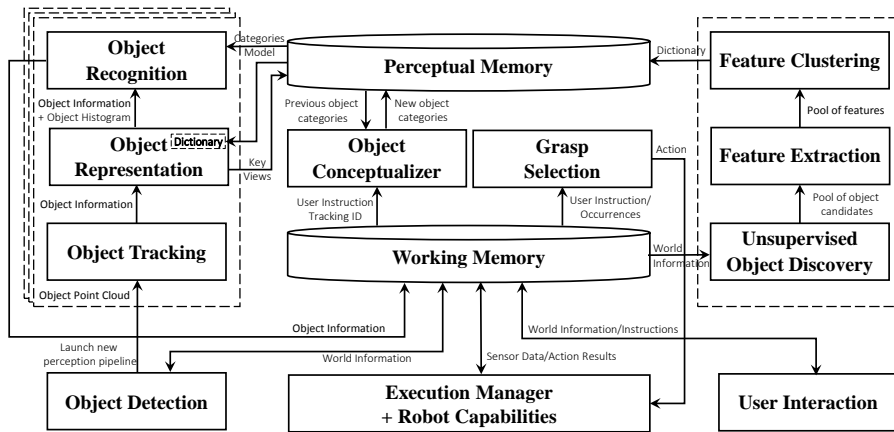 Object
Recognition
Categories
Model
Perceptual Memory
Dictionary
Feature Clustering
Object Information
+ Object Histogram
Previous object
categories
New object
categories
Pool of features
Object
Representation
Dictionary
Key
Views
Object
Conceptualizer
Grasp
Selection
Action
Feature Extraction
Object Information
User Instruction
Tracking ID
User Instruction/
Occurrences
Pool of object
candidates
Object Tracking
Working Memory
World
Information
Unsupervised
Object Discovery
Object Point Cloud
Object Information
World Information/Instructions
Launch new
perception pipeline
World Information
Sensor Data/Action Results
Object Detection
Execution Manager
+ Robot Capabilities
User Interaction